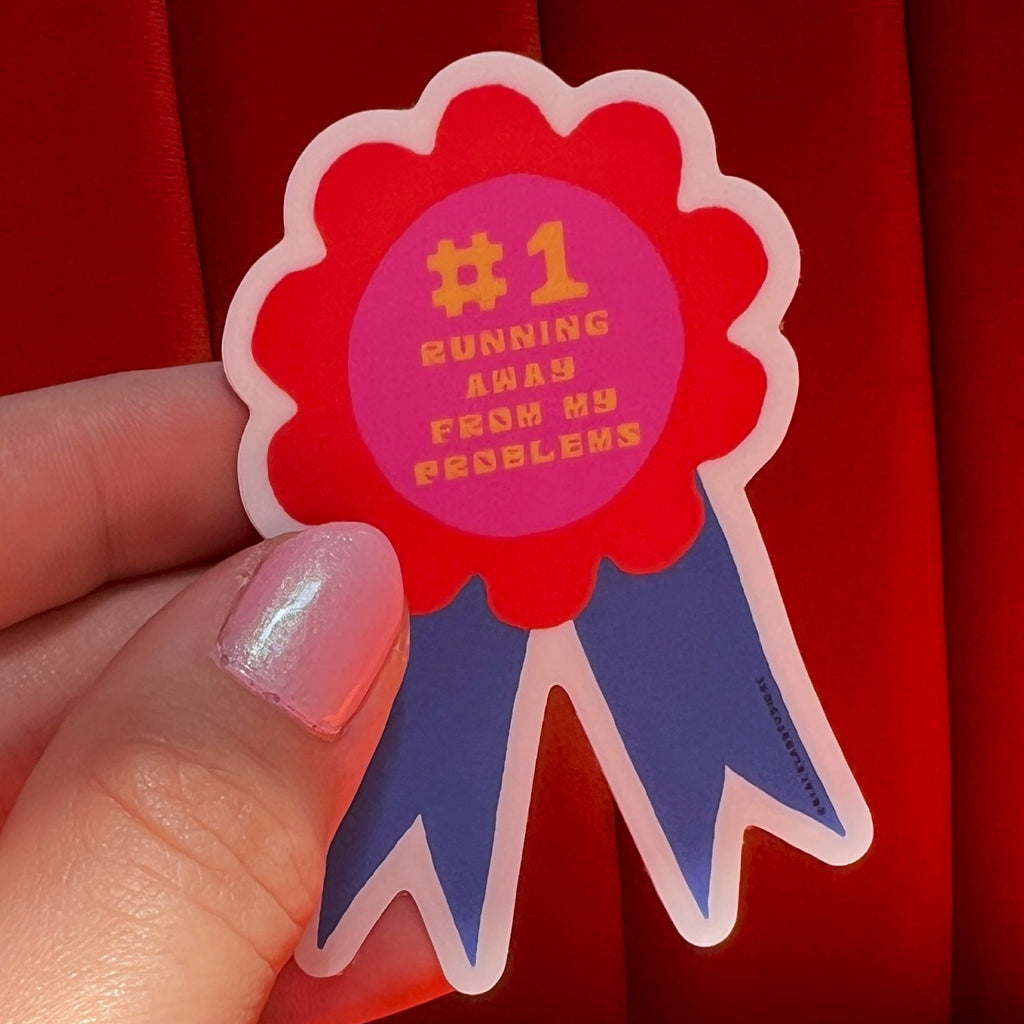 #1
RUNNING
AWAY
FROM MY
PROBLEMS